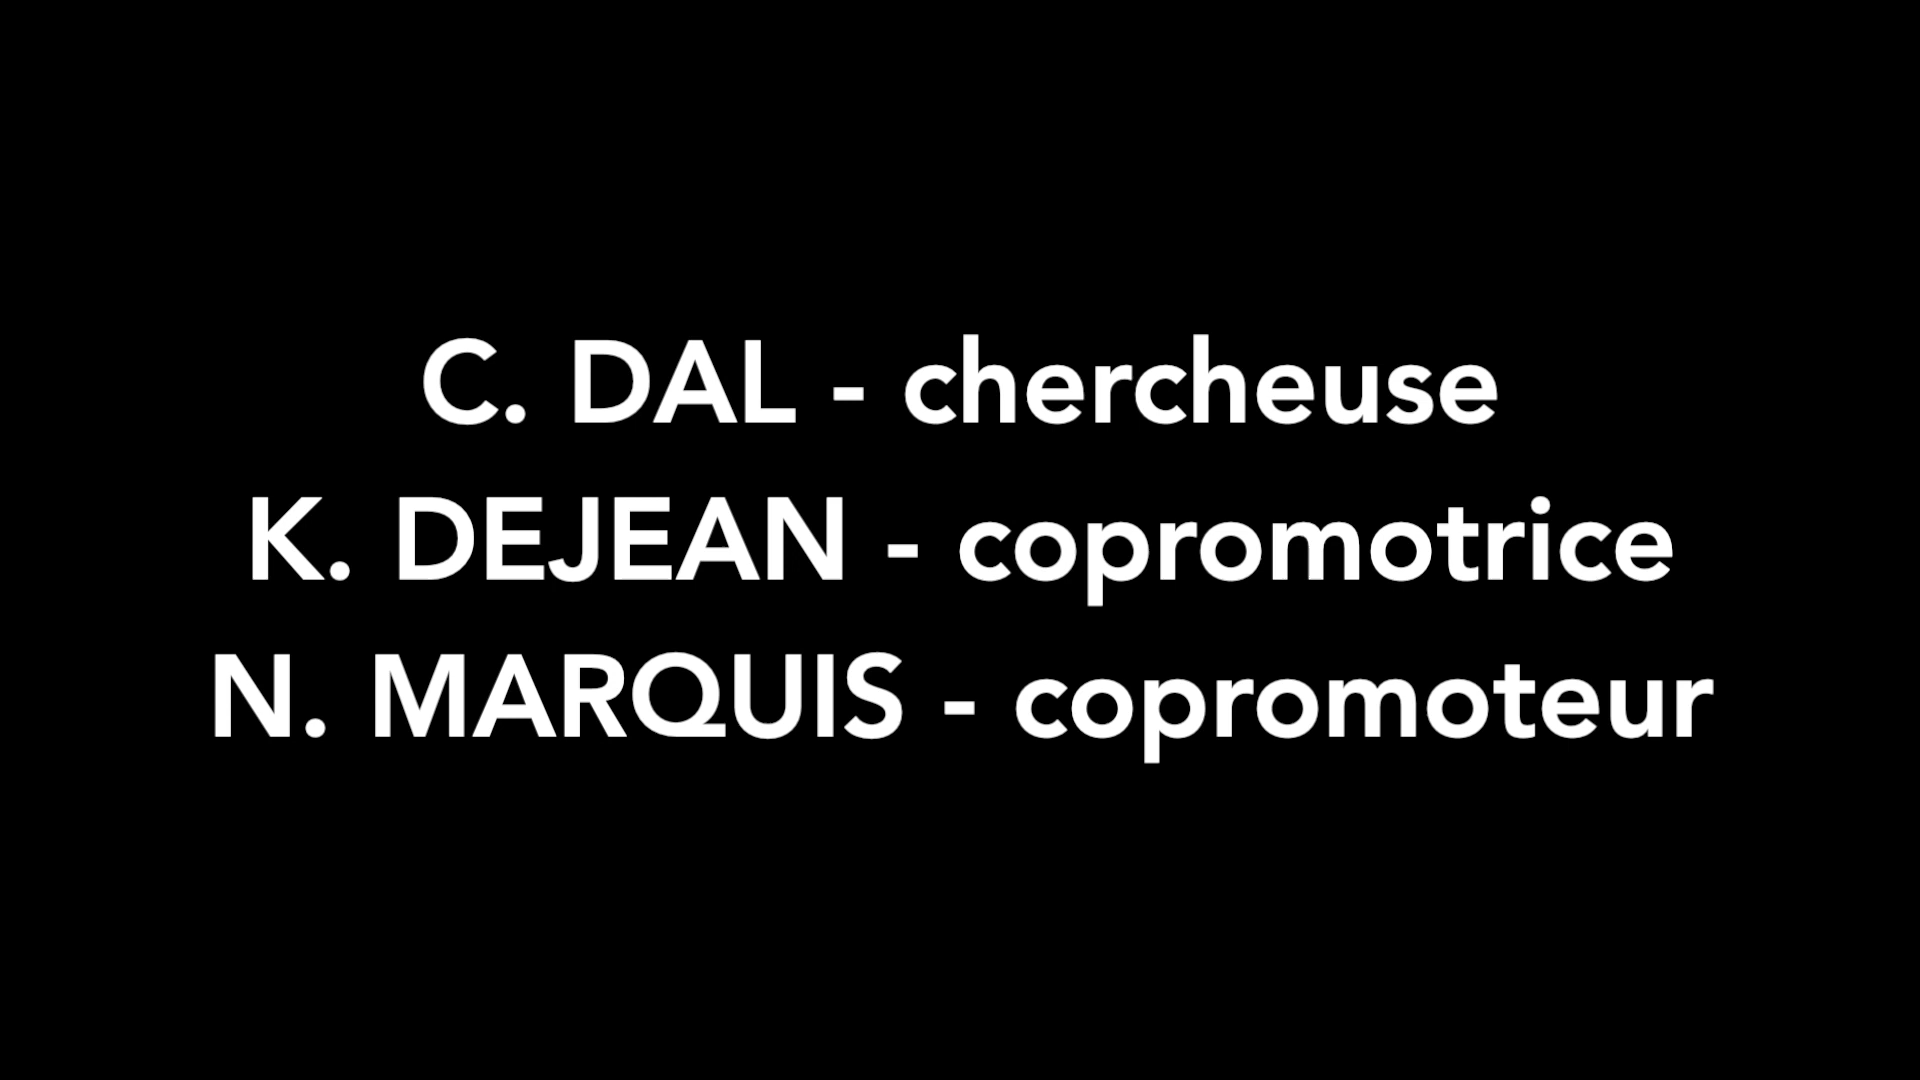 C. DAL - chercheuse
K. DEJEAN - copromotrice
N. MARQUIS - copromoteur